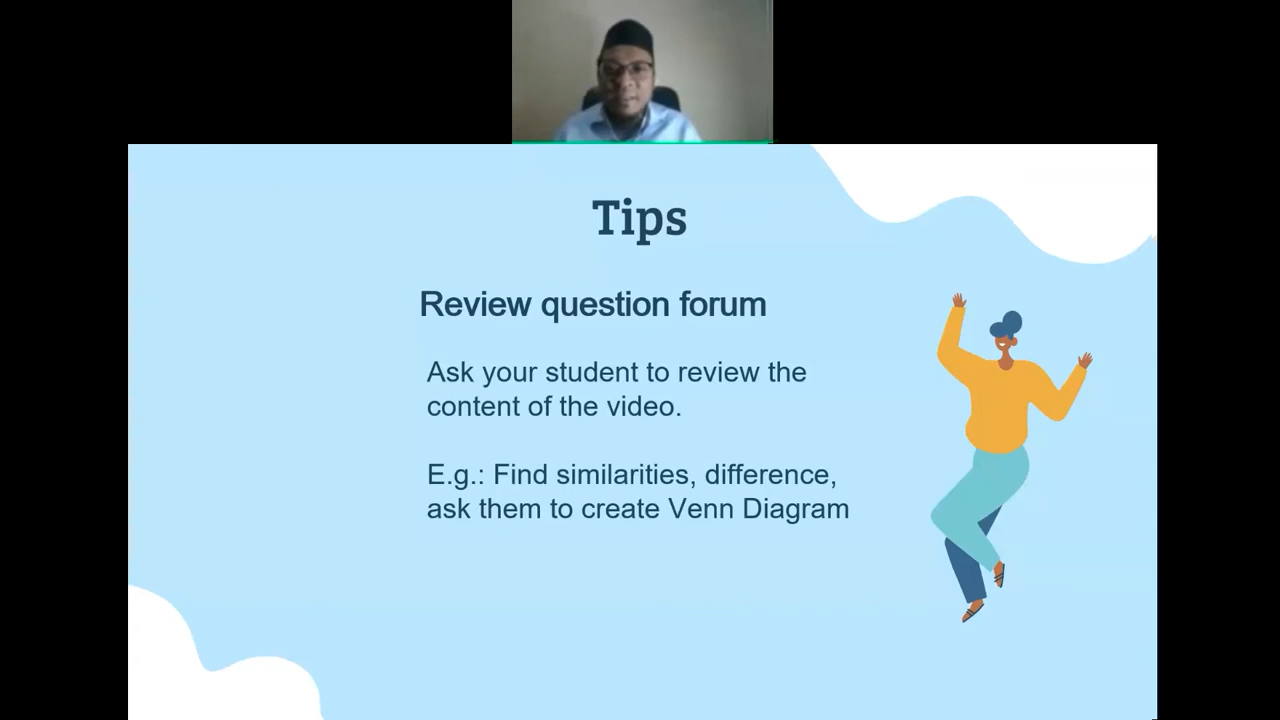 Tips
Review question forum
Ask your student to review the
content of the video.
E.g.: Find similarities, difference,
ask them to create Venn Diagram